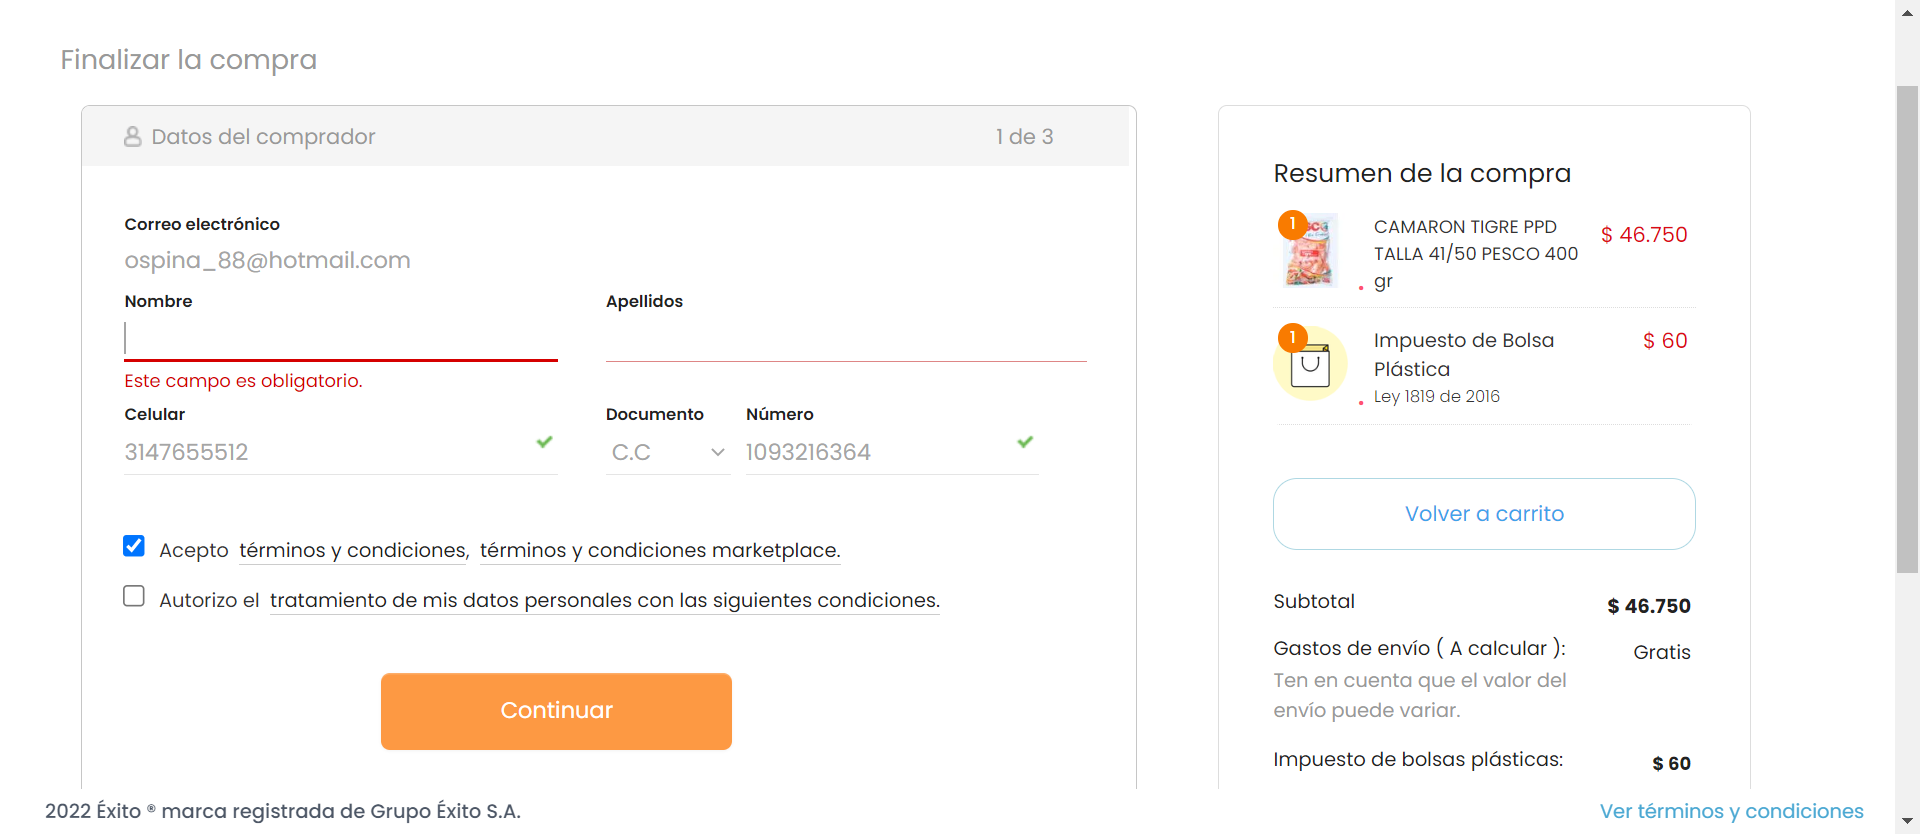 Finalizar la compra
Datos del comprador
1 de 3
Correo electrónico
ospina_88@hotmail.com
Nombre
Apellidos
Este campo es obligatorio.
Celular
Documento
Número
3147655512
C.C
1093216364
Acepto términos y condiciones, términos y condiciones marketplace.
Autorizo el tratamiento de mis datos personales con las siguientes condiciones.
Continuar
Resumen de la compra
1
CAMARON TIGRE PPD
TALLA 41/50 PESCO 400
gr
$ 46.750
1
Impuesto de Bolsa
Plástica
Ley 1819 de 2016
$ 60
Volver a carrito
Subtotal
$ 46.750
Gastos de envío ( A calcular ):
Gratis
Ten en cuenta que el valor del
envío puede variar.
Impuesto de bolsas plásticas:
$ 60
2022 Éxito ® marca registrada de Grupo Éxito S.A.
Ver términos y condiciones